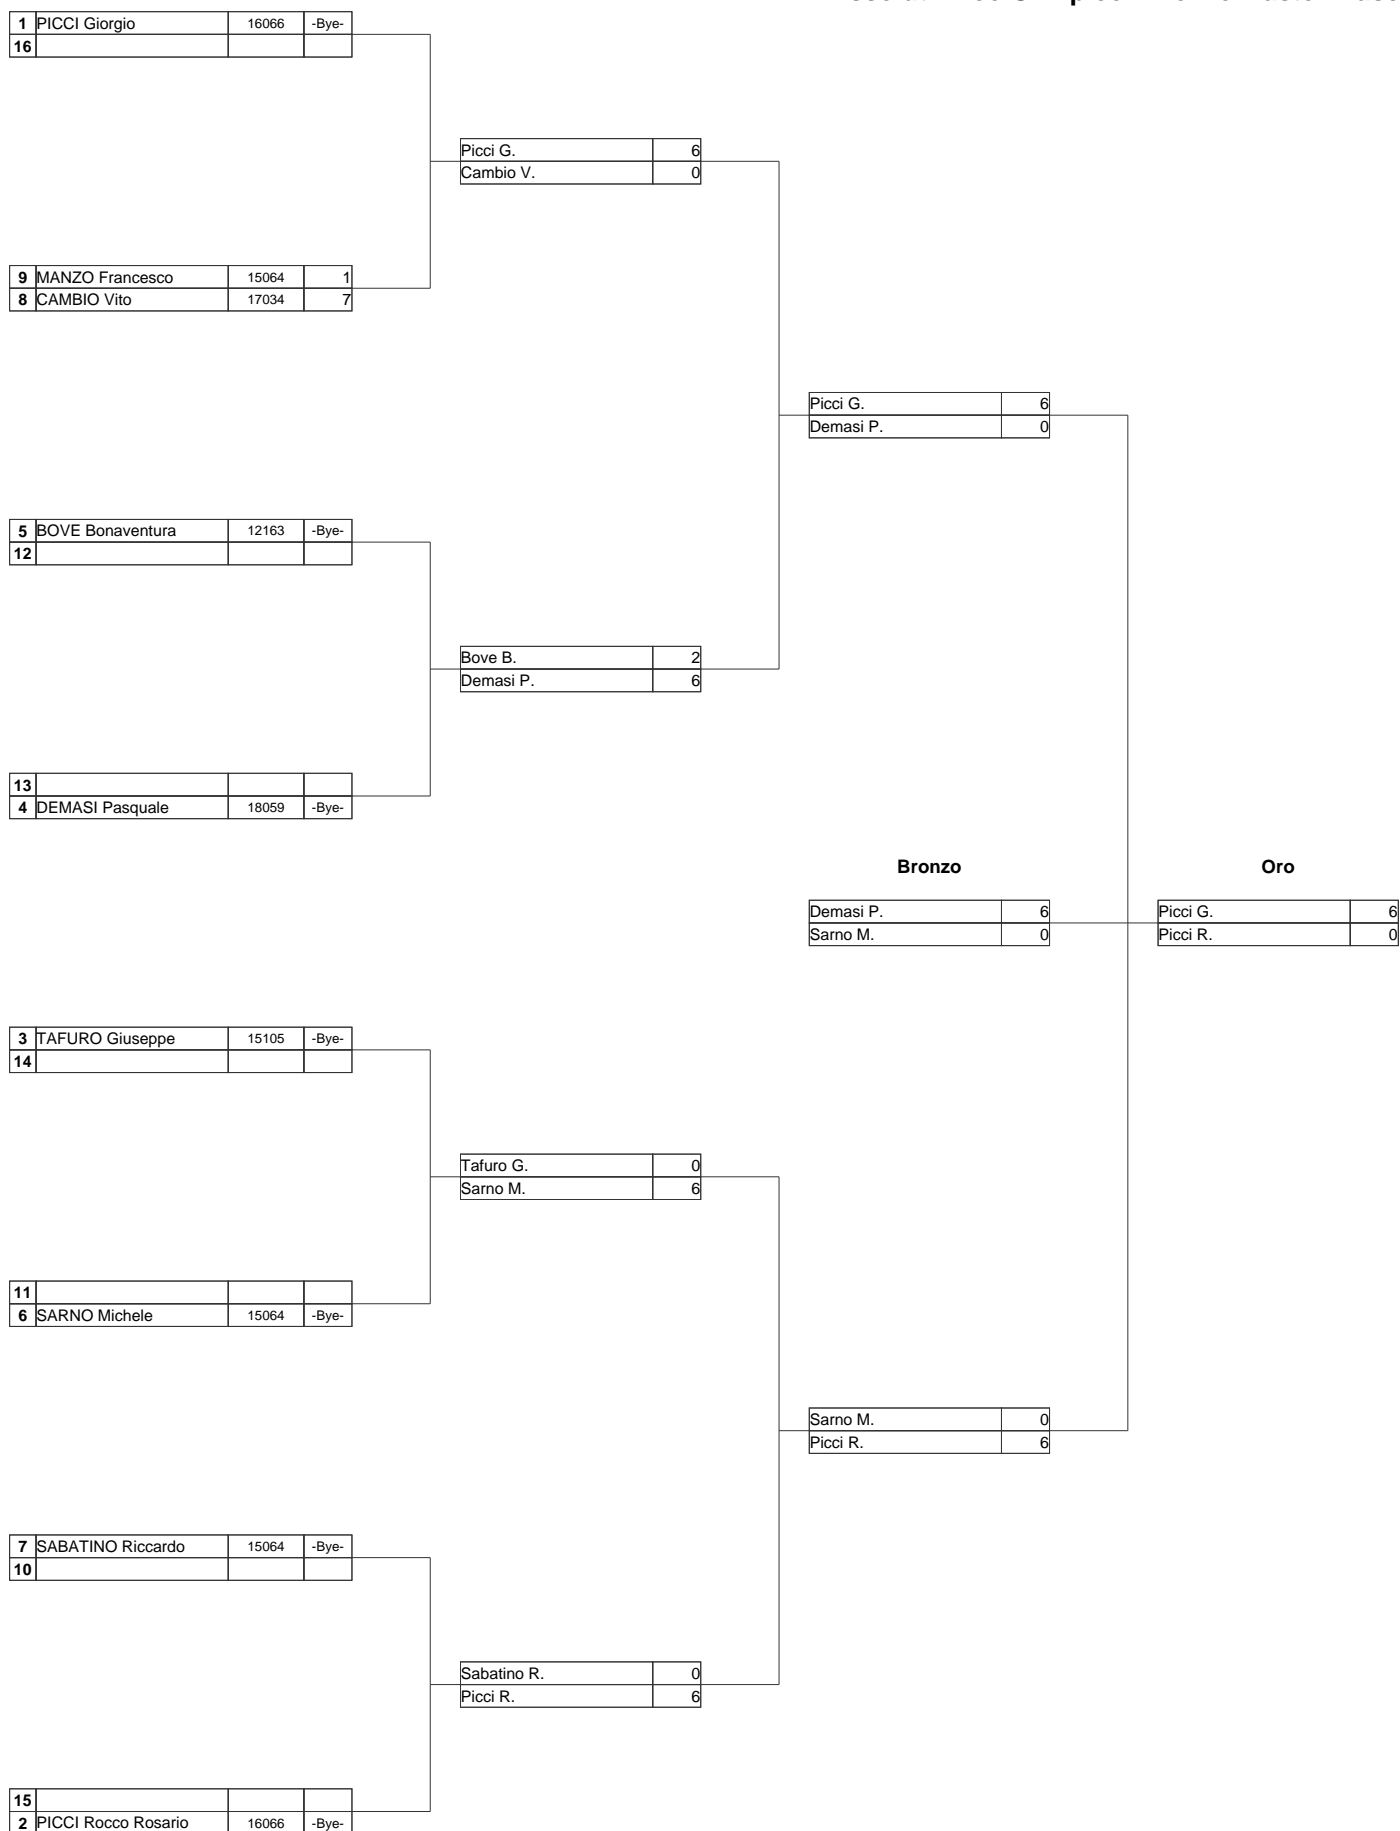 1 PICCI Giorgio 16066 -Bye-
16
Picci G. 6
Cambio V. 0
9 MANZO Francesco 15064 1
8 CAMBIO Vito 17034 7
Picci G. 6
Demasi P. 0
5 BOVE Bonaventura 12163 -Bye-
12
Bove B. 2
Demasi P. 6
13
4 DEMASI Pasquale 18059 -Bye-
Bronzo Oro
Demasi P. 6 Picci G. 6
Sarno M. 0 Picci R. 0
3 TAFURO Giuseppe 15105 -Bye-
14
Tafuro G. 0
Sarno M. 6
11
6 SARNO Michele 15064 -Bye-
Sarno M. 0
Picci R. 6
7 SABATINO Riccardo 15064 -Bye-
10
Sabatino R. 0
Picci R. 6
15
2 PICCI Rocco Rosario 16066 -Bye-